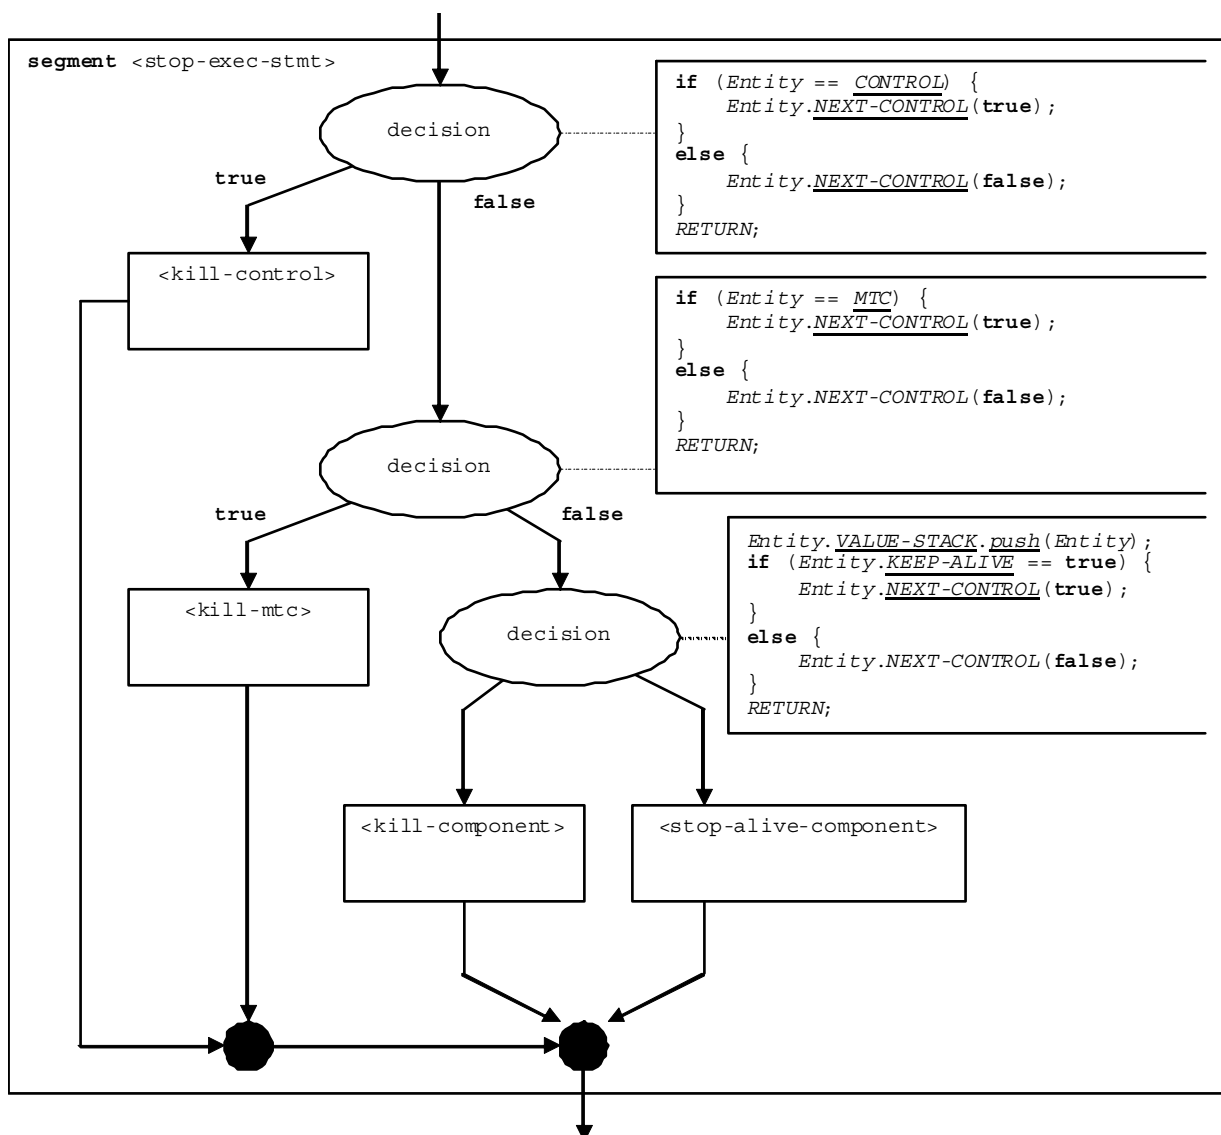 segment <stop-exec-stmt>
decision
if (Entity == CONTROL) {
Entity.NEXT-CONTROL(true);
}
else {
Entity.NEXT-CONTROL(false);
}
RETURN;
true
false
<kill-control>
if (Entity == MTC) {
Entity.NEXT-CONTROL(true);
}
else {
Entity.NEXT-CONTROL(false);
}
RETURN;
decision
true
false
Entity.VALUE-STACK.push(Entity);
if (Entity.KEEP-ALIVE == true) {
Entity.NEXT-CONTROL(true);
}
else {
Entity.NEXT-CONTROL(false);
}
RETURN;
<kill-mtc>
decision
<kill-component>
<stop-alive-component>